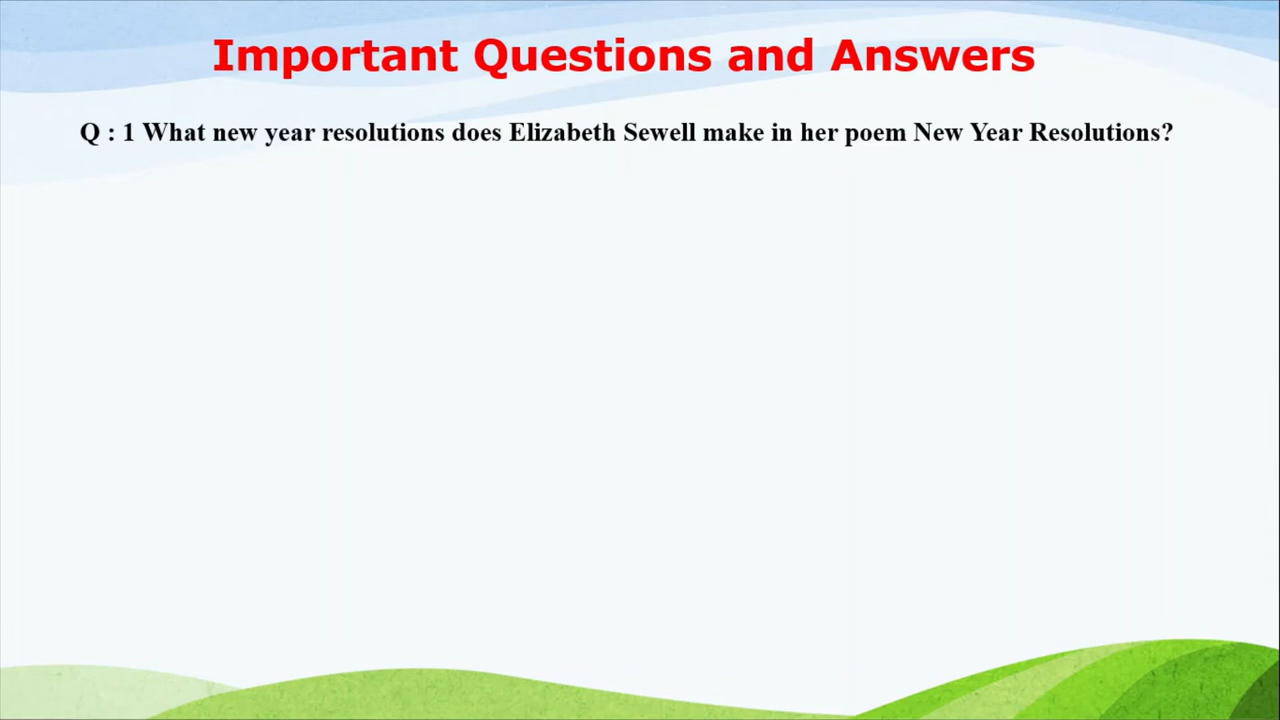 Important Questions and Answers
Q : 1 What new year resolutions does Elizabeth Sewell make in her poem New Year Resolutions?